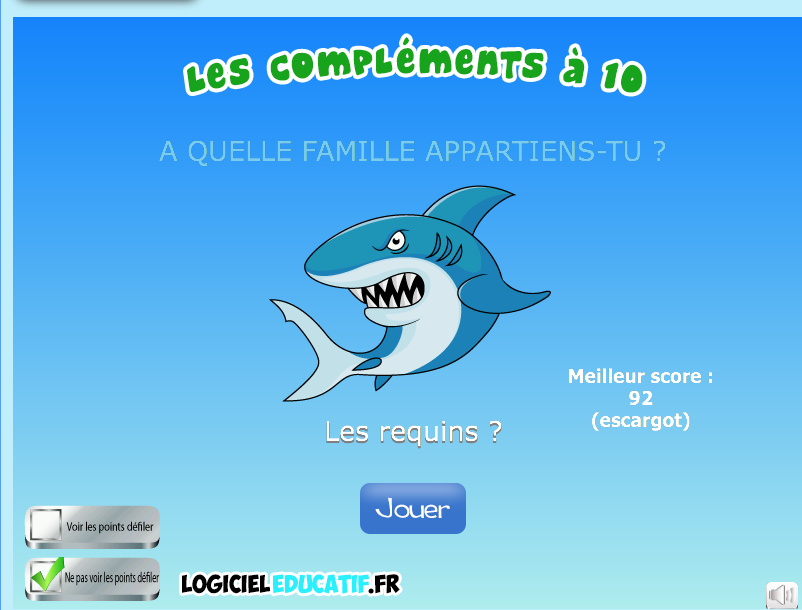 Les compléments à 10
A QUELLE FAMILLE APPARTIENS-TU ?
Meilleur score :
92
(escargot)
Les requins ?
Jouer
Voir les points défiler
Ne pas voir les points défiler
LOGICIELEDUCATIF.FR